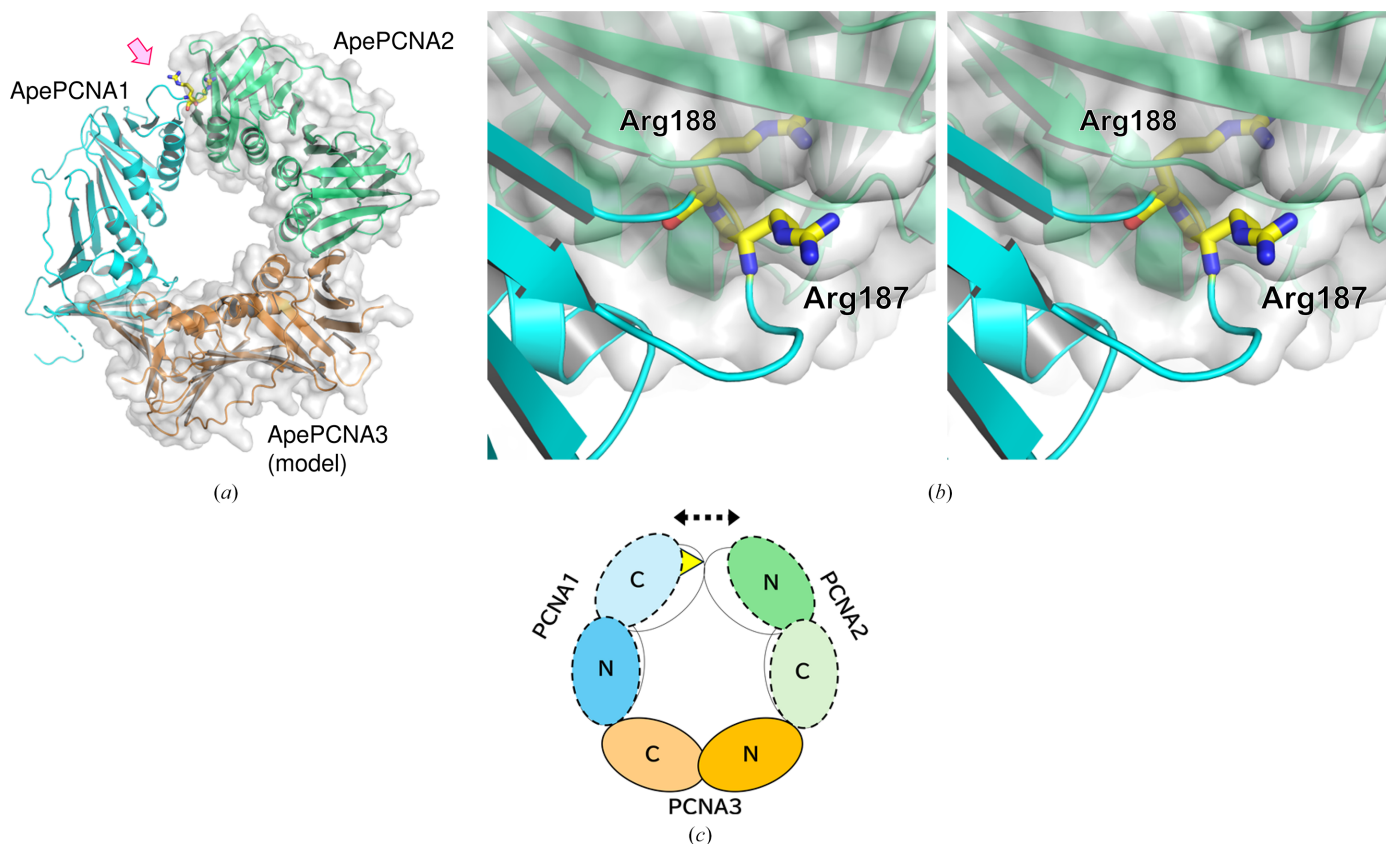 ApePCNA2
ApePCNA1
ApePCNA3
(model)
(a)
Arg188
Arg187
Arg188
Arg187
(b)
C
N
PCNA1
PCNA2
N
C
C
N
PCNA3
(c)